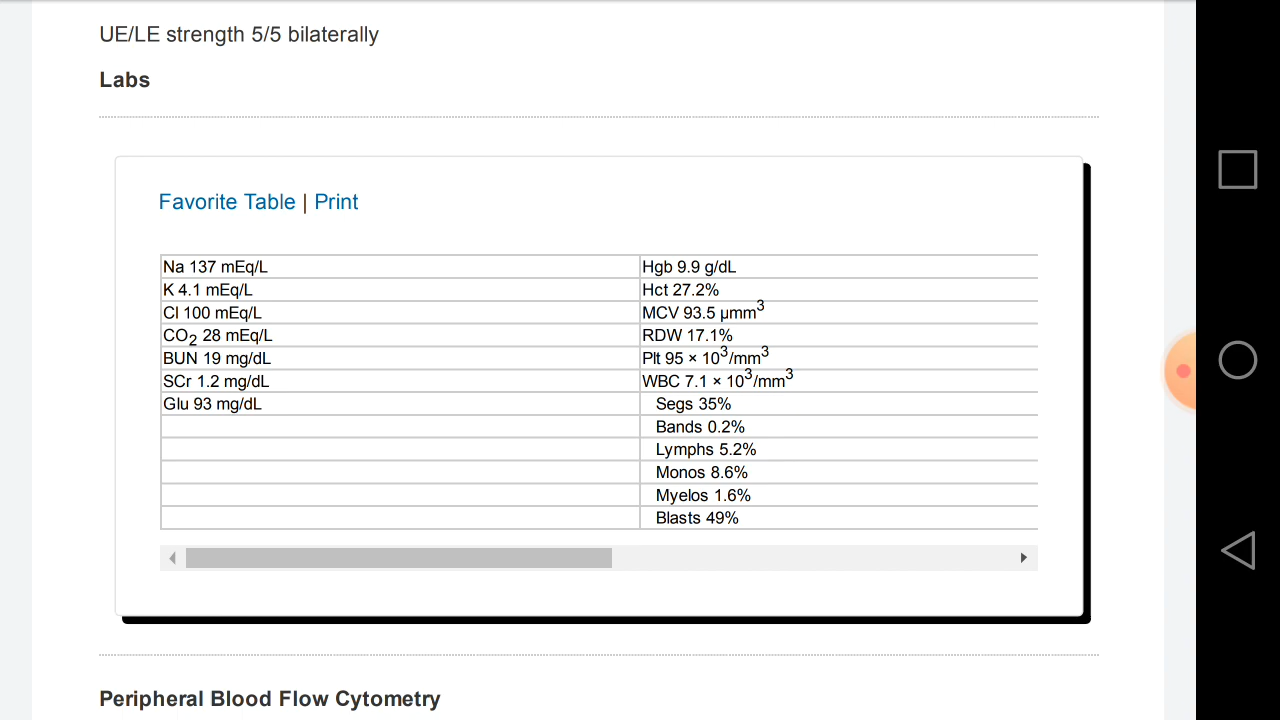 UE/LE strength 5/5 bilaterally
Labs
Favorite Table | Print
Na 137 mEq/L Hgb 9.9 g/dL
K 4.1 mEq/L Hct 27.2%
Cl 100 mEq/L MCV 93.5 μmm³
CO₂ 28 mEq/L RDW 17.1%
BUN 19 mg/dL Plt 95 × 10³/mm³
SCr 1.2 mg/dL WBC 7.1 × 10³/mm³
Glu 93 mg/dL Segs 35%
Bands 0.2%
Lymphs 5.2%
Monos 8.6%
Myelos 1.6%
Blasts 49%
Peripheral Blood Flow Cytometry